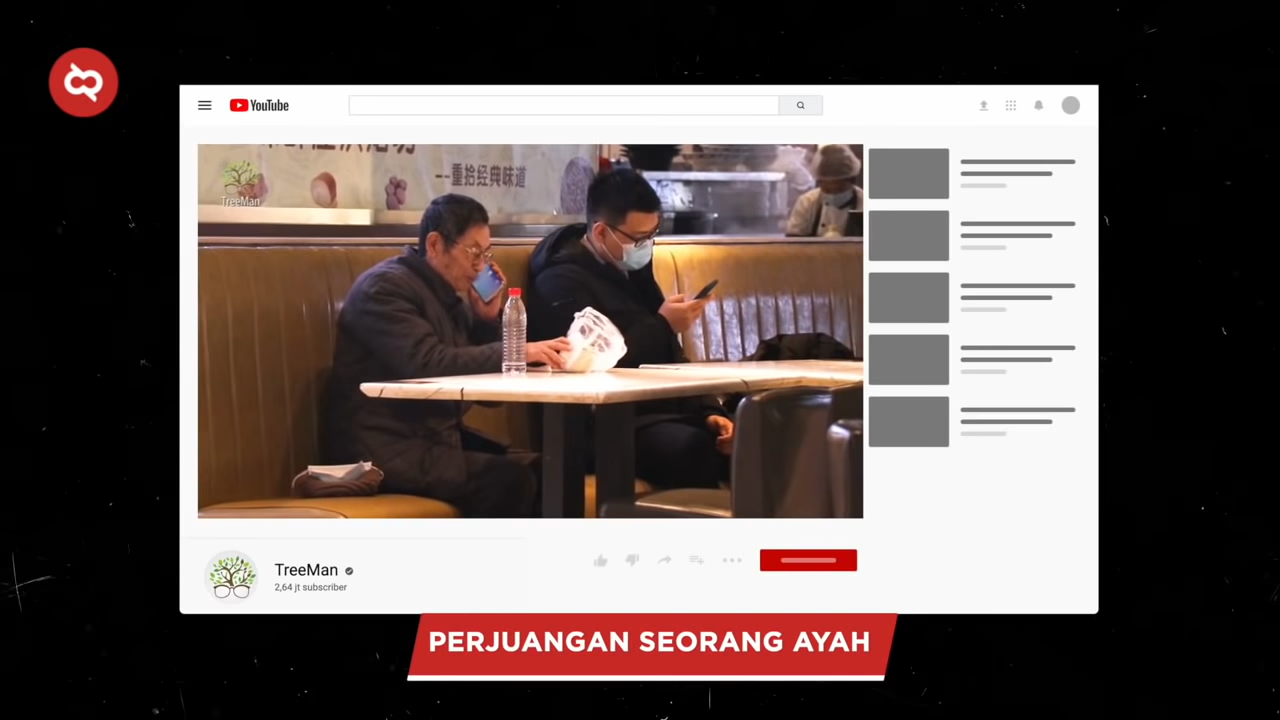 YouTube
--重拾经典味道
TreeMan
TreeMan
2,64 jt subscriber
PERJUANGAN SEORANG AYAH